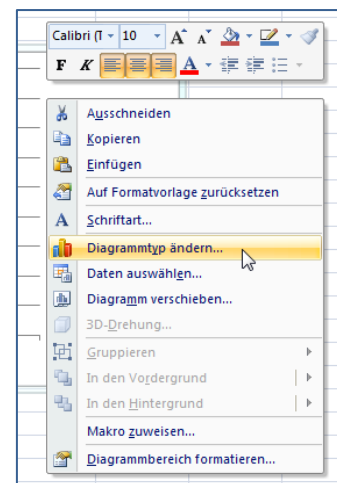 Calibri (T 10 A A
F K A
Ausschneiden
Kopieren
Einfügen
Auf Formatvorlage zurücksetzen
A Schriftart...
Diagrammtyp ändern...
Daten auswählen...
Diagramm verschieben...
3D-Drehung...
Gruppieren
In den Vordergrund
In den Hintergrund
Makro zuweisen...
Diagrammbereich formatieren...